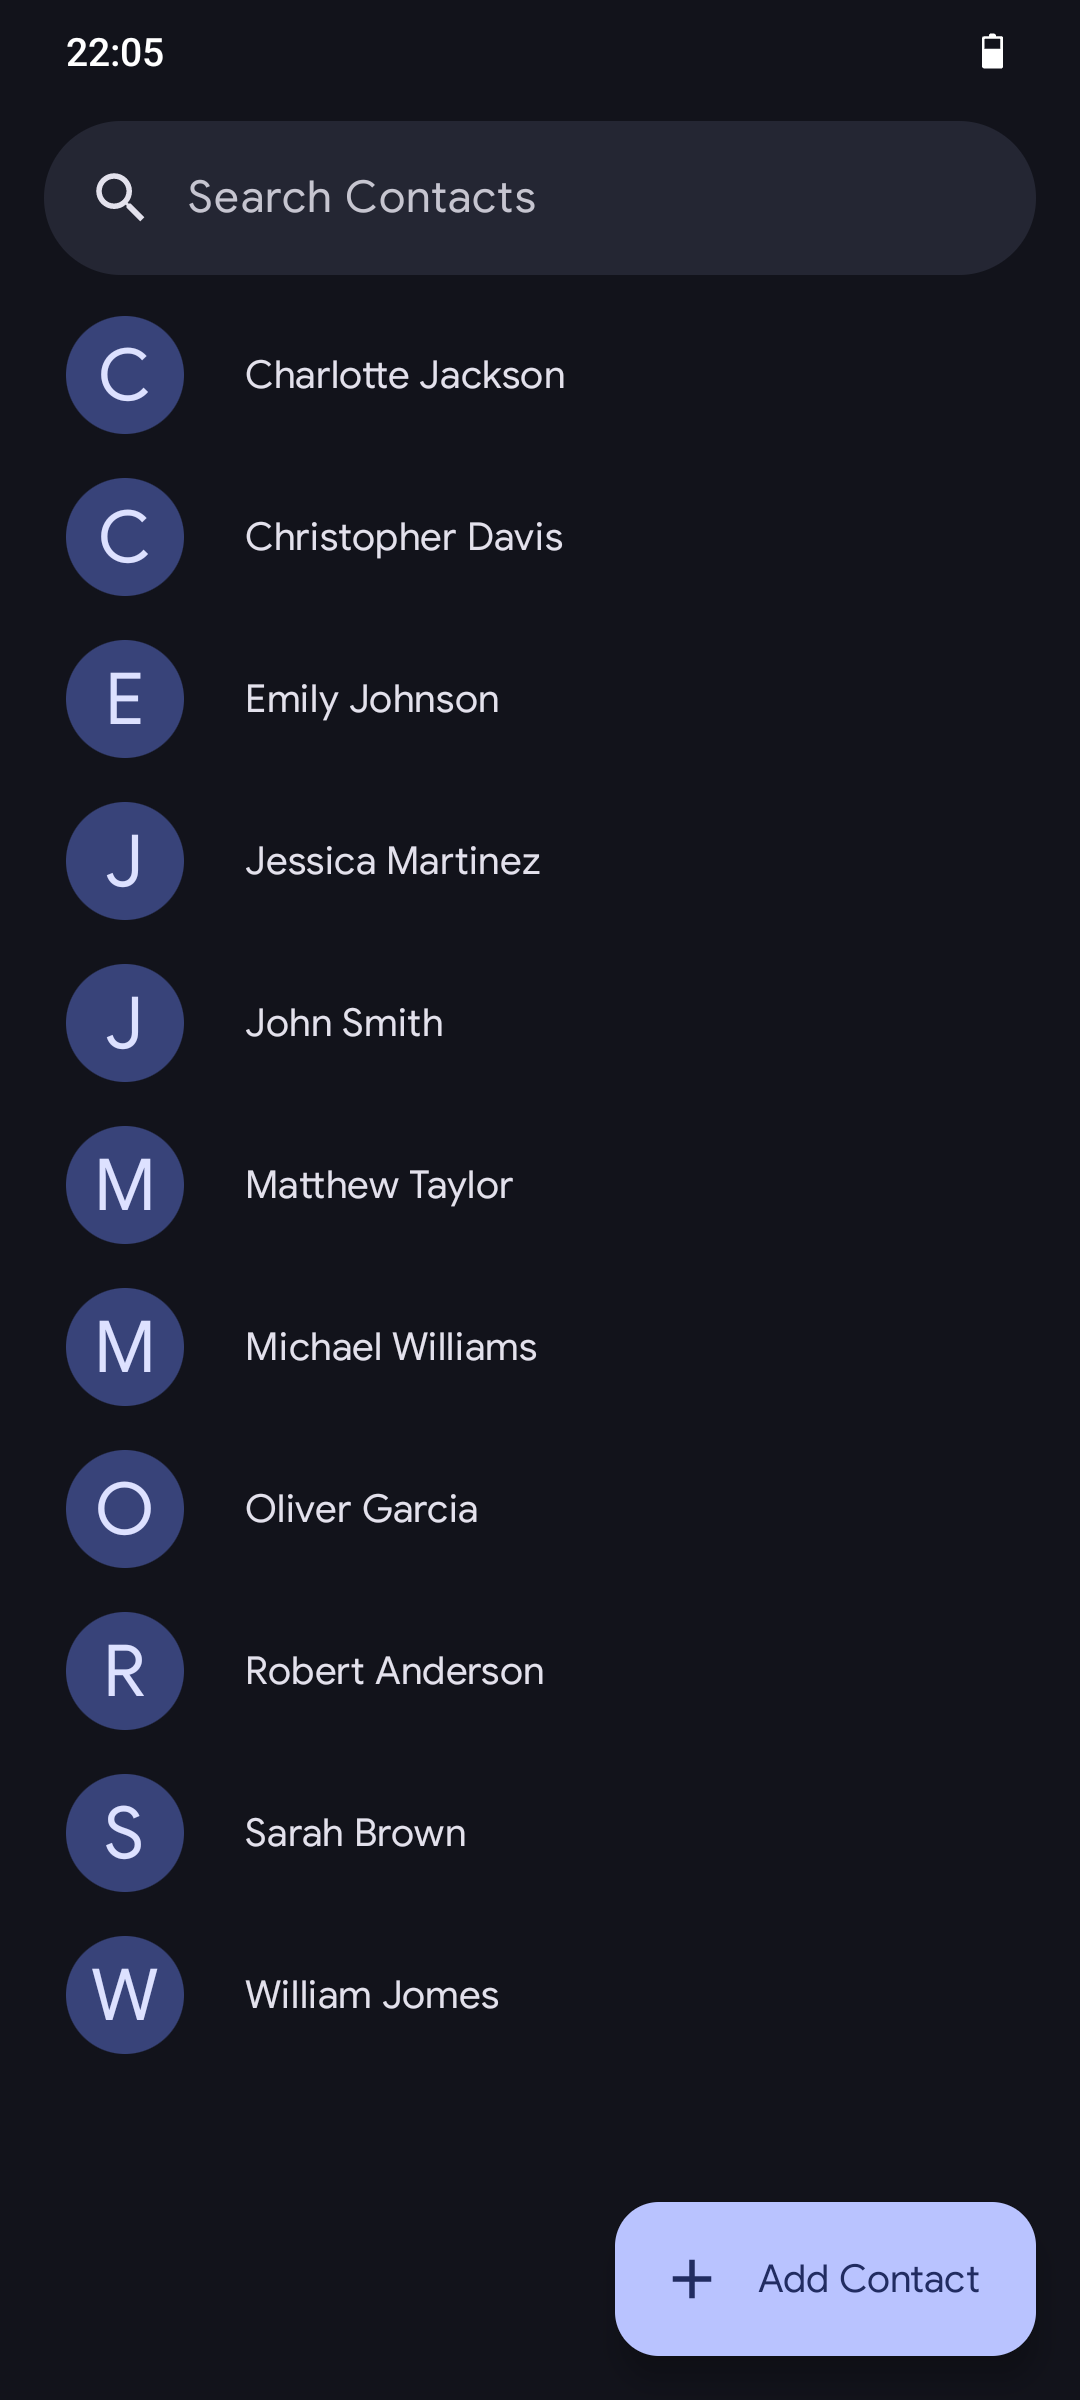 22:05
Search Contacts
C
Charlotte Jackson
C
Christopher Davis
E
Emily Johnson
J
Jessica Martinez
J
John Smith
M
Matthew Taylor
M
Michael Williams
O
Oliver Garcia
R
Robert Anderson
S
Sarah Brown
W
William Jomes
Add Contact